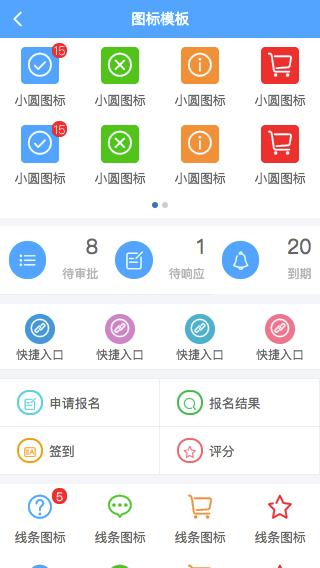 图标模板
15
小圆图标 小圆图标 小圆图标 小圆图标
15
小圆图标 小圆图标 小圆图标 小圆图标
8 1 20
待审批 待响应 到期
快捷入口 快捷入口 快捷入口 快捷入口
申请报名 报名结果
签到 评分
5
线条图标 线条图标 线条图标 线条图标